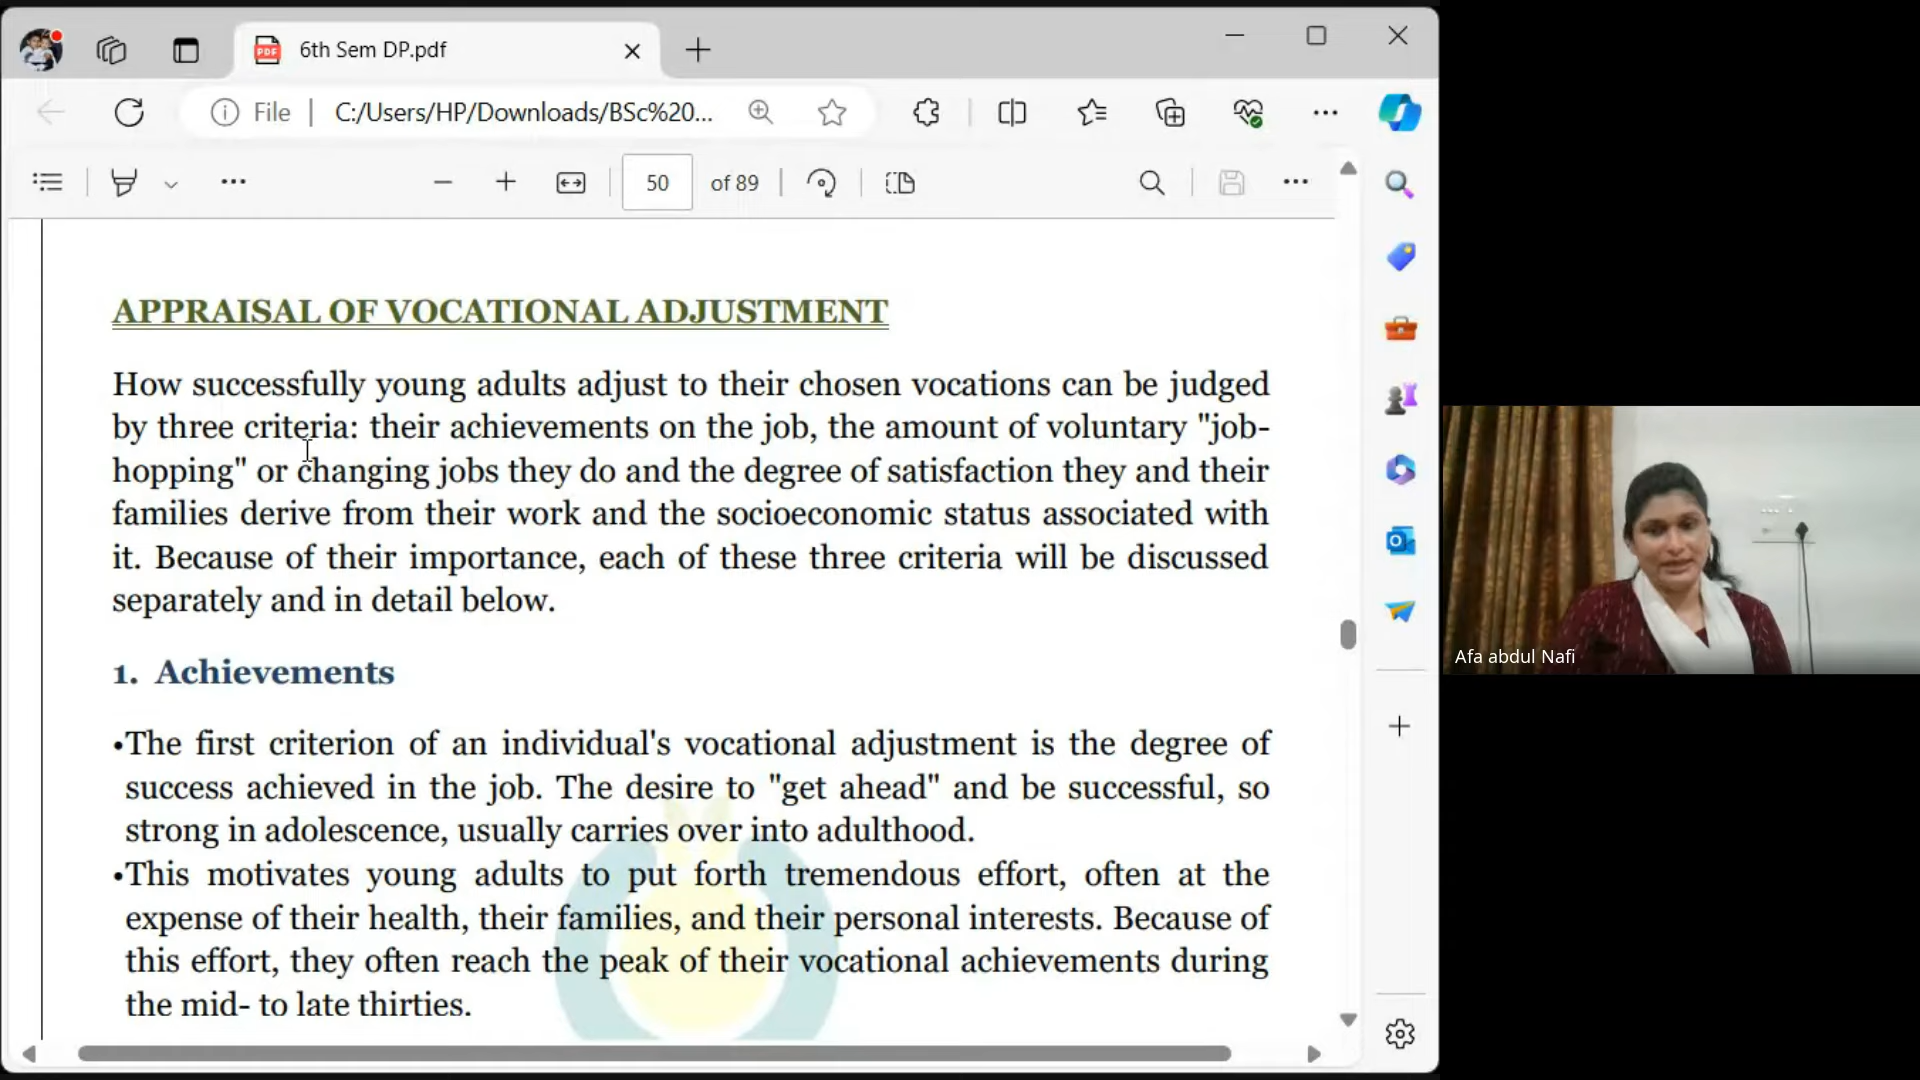 6th Sem DP.pdf
File
C:/Users/HP/Downloads/BSc%20...
50 of 89
APPRAISAL OF VOCATIONAL ADJUSTMENT
How successfully young adults adjust to their chosen vocations can be judged
by three criteria: their achievements on the job, the amount of voluntary "job-
hopping" or changing jobs they do and the degree of satisfaction they and their
families derive from their work and the socioeconomic status associated with
it. Because of their importance, each of these three criteria will be discussed
separately and in detail below.
1. Achievements
•The first criterion of an individual's vocational adjustment is the degree of
success achieved in the job. The desire to "get ahead" and be successful, so
strong in adolescence, usually carries over into adulthood.
•This motivates young adults to put forth tremendous effort, often at the
expense of their health, their families, and their personal interests. Because of
this effort, they often reach the peak of their vocational achievements during
the mid- to late thirties.
Afa abdul Nafi